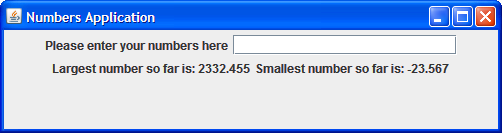 Numbers Application
Please enter your numbers here
Largest number so far is: 2332.455 Smallest number so far is: -23.567